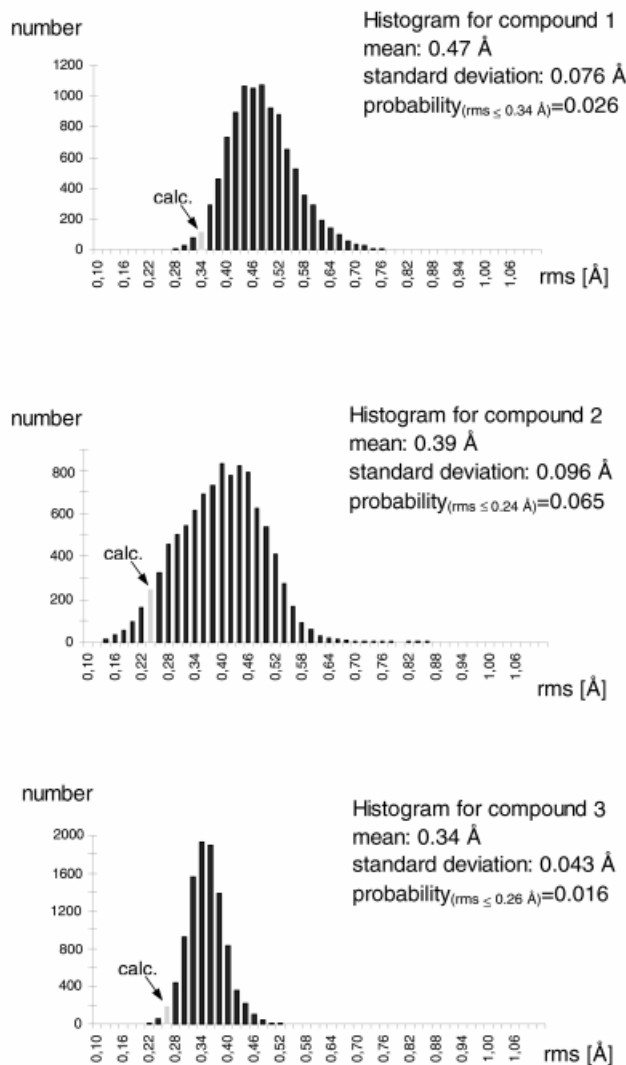 number
Histogram for compound 1
mean: 0.47 Å
standard deviation: 0.076 Å
probability(rms ≤ 0.34 Å)=0.026
1200
1000
800
600
400
200
0
calc.
0,10 0,16 0,22 0,28 0,34 0,40 0,46 0,52 0,58 0,64 0,70 0,76 0,82 0,88 0,94 1,00 1,06
rms [Å]
number
Histogram for compound 2
mean: 0.39 Å
standard deviation: 0.096 Å
probability(rms ≤ 0.24 Å)=0.065
800
600
400
200
0
calc.
0,10 0,16 0,22 0,28 0,34 0,40 0,46 0,52 0,58 0,64 0,70 0,76 0,82 0,88 0,94 1,00 1,06
rms [Å]
number
Histogram for compound 3
mean: 0.34 Å
standard deviation: 0.043 Å
probability(rms ≤ 0.26 Å)=0.016
2000
1600
1200
800
400
0
calc.
0,10 0,16 0,22 0,28 0,34 0,40 0,46 0,52 0,58 0,64 0,70 0,76 0,82 0,88 0,94 1,00 1,06
rms [Å]